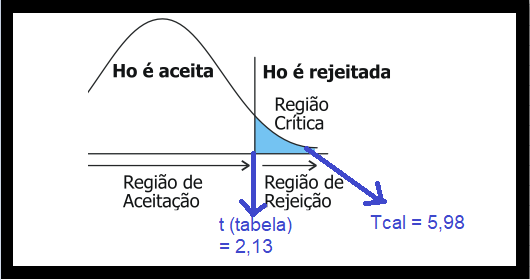 Ho é aceita
Ho é rejeitada
Região
Crítica
Região de
Aceitação
Região de
Rejeição
t (tabela)
= 2,13
Tcal = 5,98